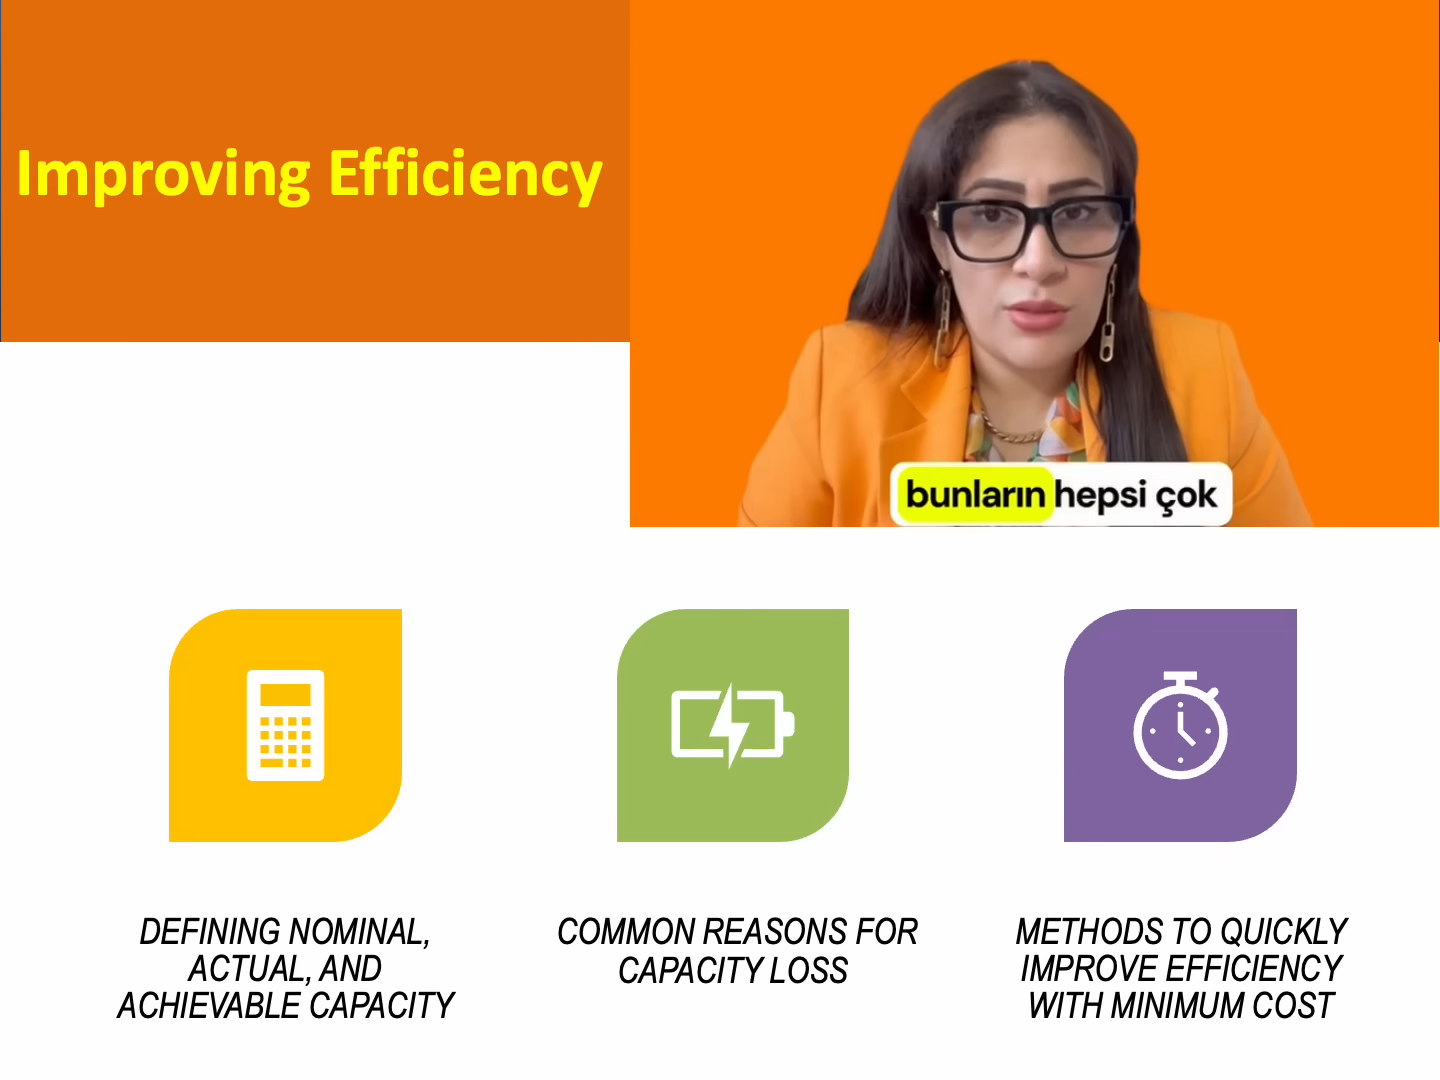 Improving Efficiency
bunların hepsi çok
DEFINING NOMINAL,
ACTUAL, AND
ACHIEVABLE CAPACITY
COMMON REASONS FOR
CAPACITY LOSS
METHODS TO QUICKLY
IMPROVE EFFICIENCY
WITH MINIMUM COST